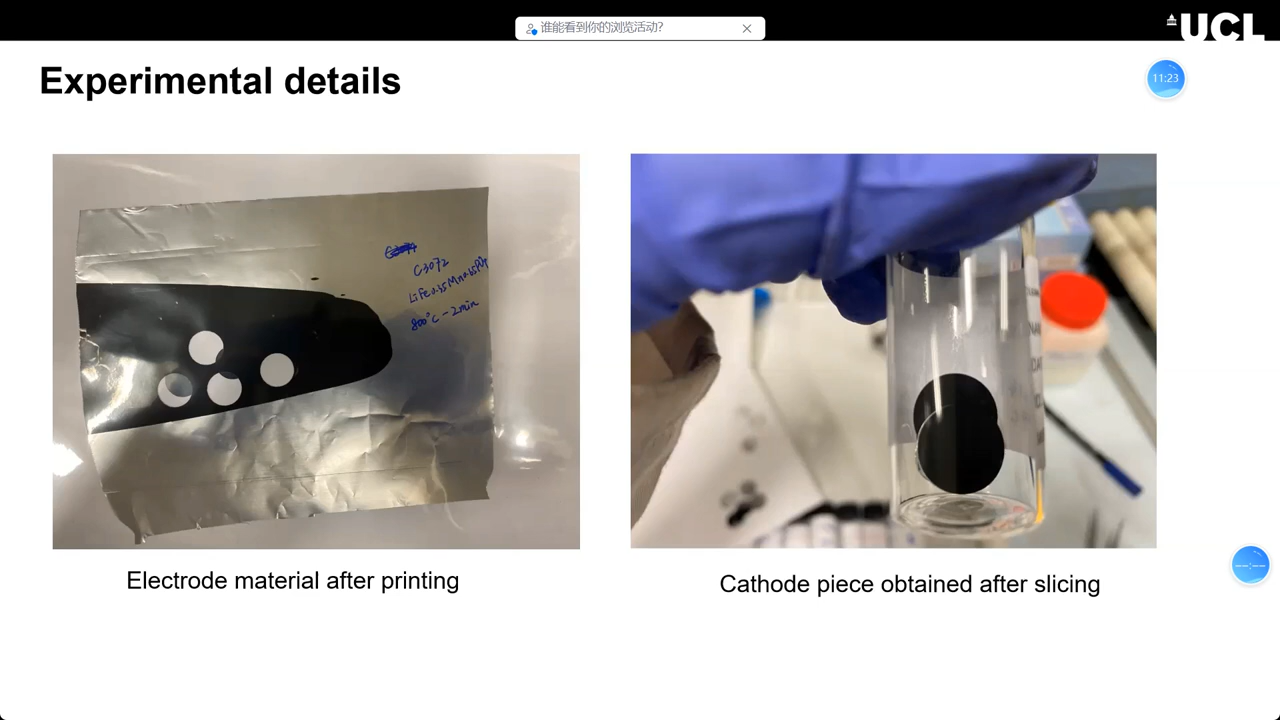 谁能看到你的浏览活动?
UCL
Experimental details
11:23
C3072
800°C - 2min
Electrode material after printing
Cathode piece obtained after slicing